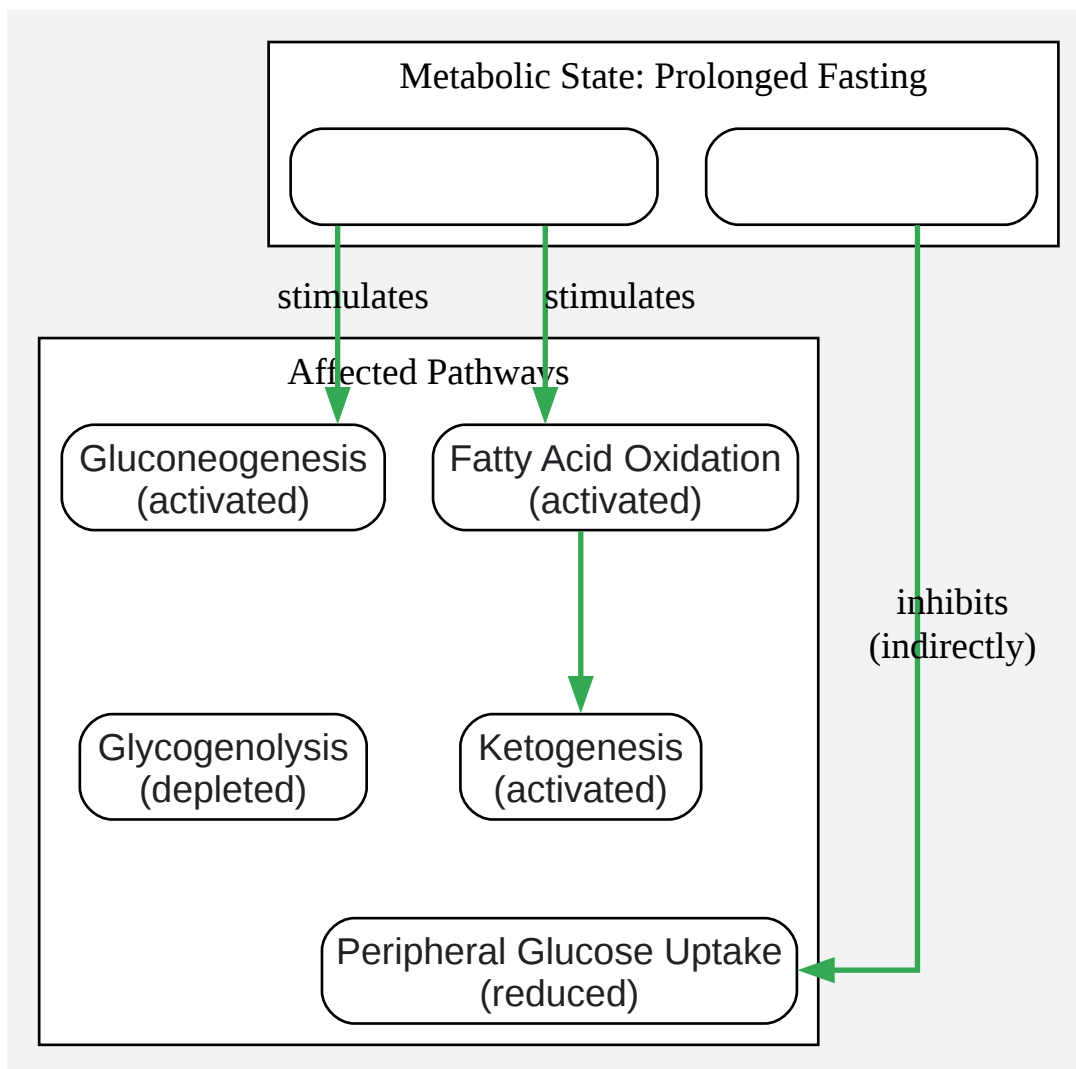 Metabolic State: Prolonged Fasting
stimulates
stimulates
Affected Pathways
Gluconeogenesis
(activated)
Fatty Acid Oxidation
(activated)
inhibits
(indirectly)
Glycogenolysis
(depleted)
Ketogenesis
(activated)
Peripheral Glucose Uptake
(reduced)